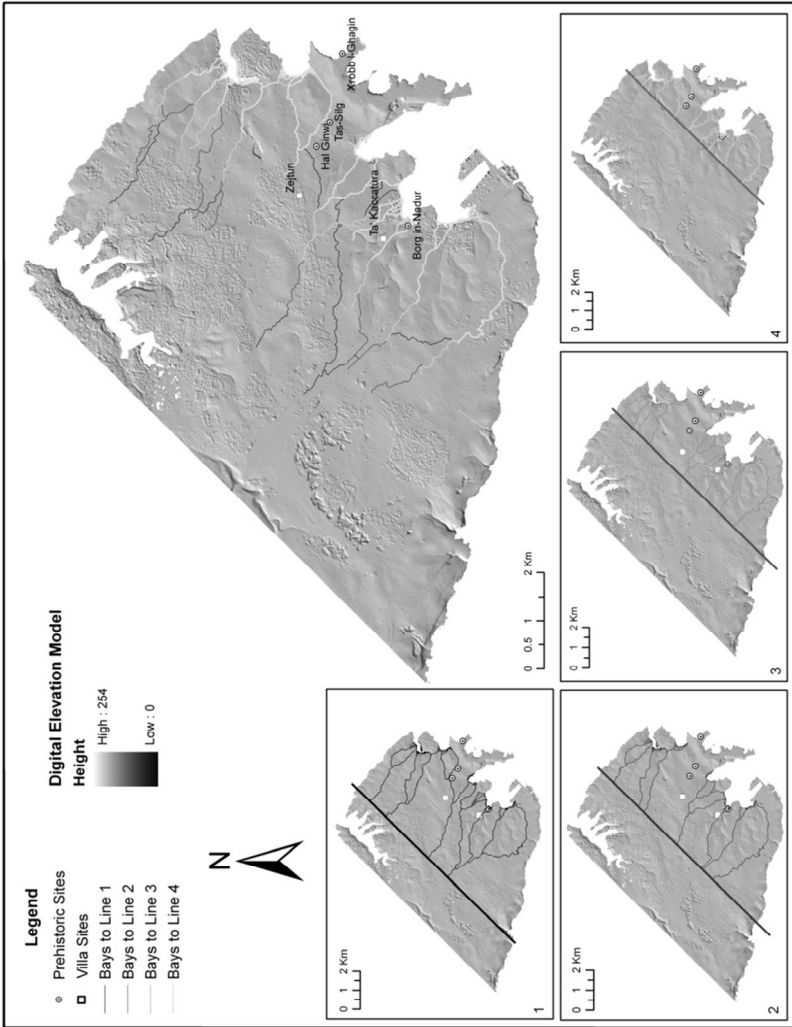 Legend
Prehistoric Sites
Villa Sites
Bays to Line 1
Bays to Line 2
Bays to Line 3
Bays to Line 4
Digital Elevation Model
Height
High : 254
Low : 0
N
Zejtun
Hal Ginwi
Tas-Silg
Xrobb l-Ghagin
Ta' Kaccatura
Borg in-Nadur
0 0.5 1 2 Km
0 1 2 Km
1
0 1 2 Km
2
0 1 2 Km
3
0 1 2 Km
4